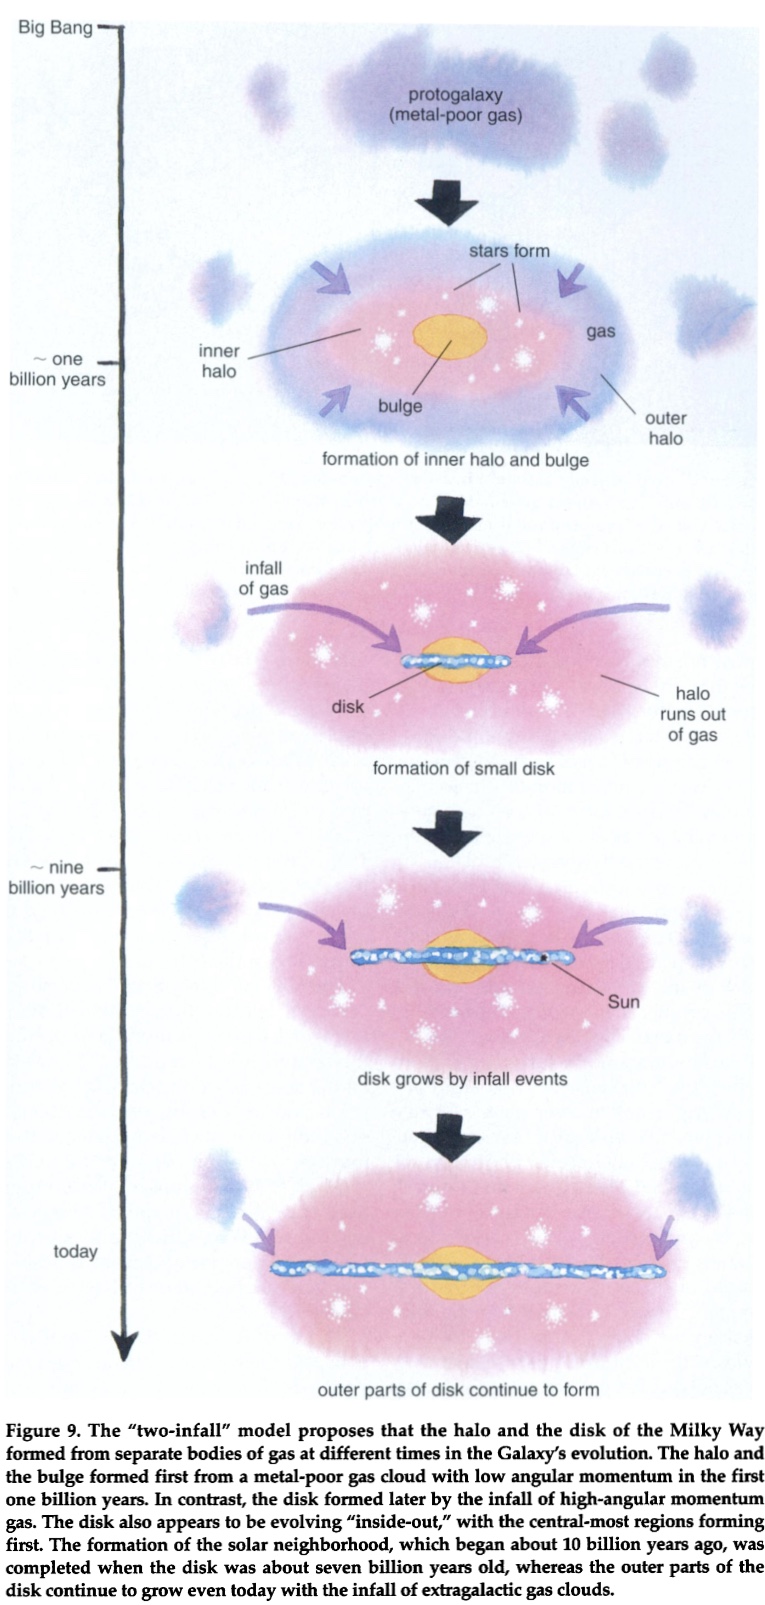 Big Bang
protogalaxy
(metal-poor gas)
stars form
gas
inner
halo
~ one
billion years
bulge
outer
halo
formation of inner halo and bulge
infall
of gas
disk
halo
runs out
of gas
formation of small disk
~ nine
billion years
Sun
disk grows by infall events
today
outer parts of disk continue to form
Figure 9. The “two-infall” model proposes that the halo and the disk of the Milky Way
formed from separate bodies of gas at different times in the Galaxy’s evolution. The halo and
the bulge formed first from a metal-poor gas cloud with low angular momentum in the first
one billion years. In contrast, the disk formed later by the infall of high-angular momentum
gas. The disk also appears to be evolving “inside-out,” with the central-most regions forming
first. The formation of the solar neighborhood, which began about 10 billion years ago, was
completed when the disk was about seven billion years old, whereas the outer parts of the
disk continue to grow even today with the infall of extragalactic gas clouds.